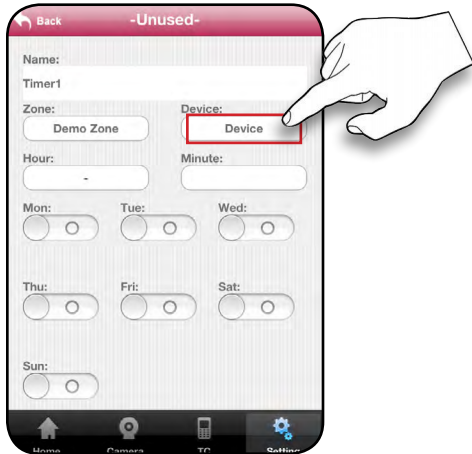 Back -Unused-
Name:
Timer1
Zone: Device:
Demo Zone Device
Hour: Minute:
-
Mon: Tue: Wed:
Thu: Fri: Sat:
Sun:
Home Camera TC Setting